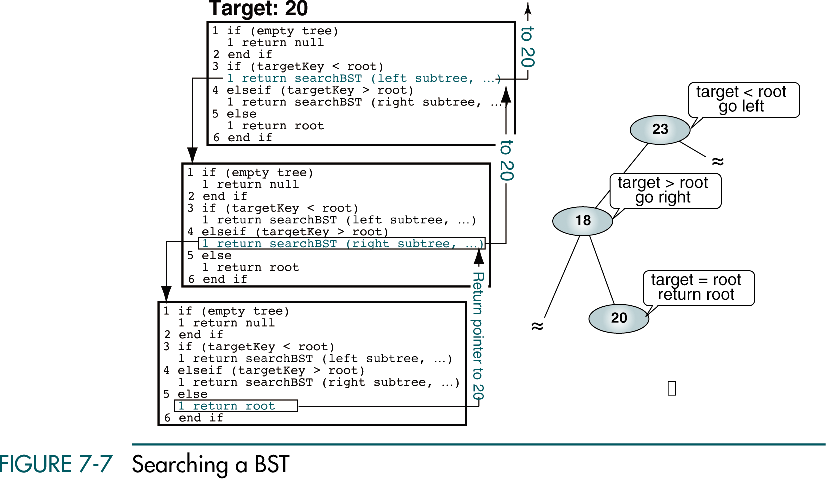 Target: 20
1 if (empty tree)
1 return null
2 end if
3 if (targetKey < root)
1 return searchBST (left subtree, …)
4 elseif (targetKey > root)
1 return searchBST (right subtree, …)
5 else
1 return root
6 end if
to 20
1 if (empty tree)
1 return null
2 end if
3 if (targetKey < root)
1 return searchBST (left subtree, …)
4 elseif (targetKey > root)
1 return searchBST (right subtree, …)
5 else
1 return root
6 end if
to 20
1 if (empty tree)
1 return null
2 end if
3 if (targetKey < root)
1 return searchBST (left subtree, …)
4 elseif (targetKey > root)
1 return searchBST (right subtree, …)
5 else
1 return root
6 end if
Return pointer to 20
target < root
go left
23
≈
target > root
go right
18
target = root
return root
20
≈
FIGURE 7-7 Searching a BST